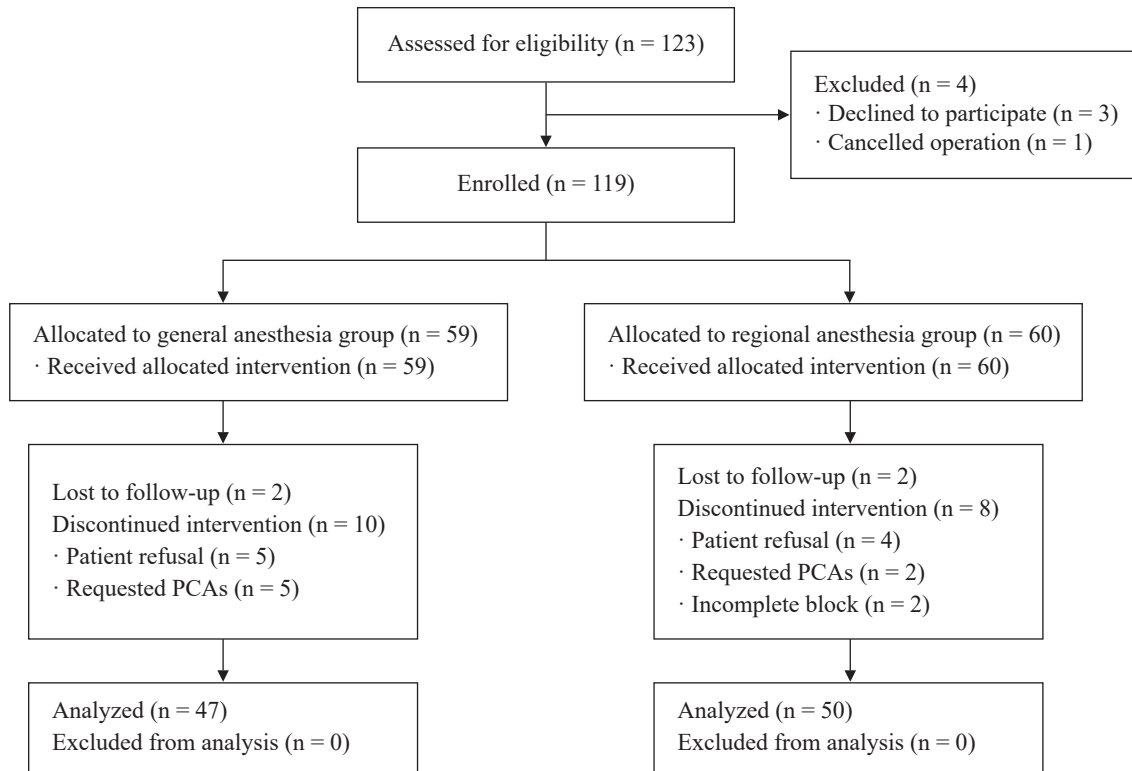 Assessed for eligibility (n = 123)
Excluded (n = 4)
· Declined to participate (n = 3)
· Cancelled operation (n = 1)
Enrolled (n = 119)
Allocated to general anesthesia group (n = 59)
· Received allocated intervention (n = 59)
Allocated to regional anesthesia group (n = 60)
· Received allocated intervention (n = 60)
Lost to follow-up (n = 2)
Discontinued intervention (n = 10)
· Patient refusal (n = 5)
· Requested PCAs (n = 5)
Lost to follow-up (n = 2)
Discontinued intervention (n = 8)
· Patient refusal (n = 4)
· Requested PCAs (n = 2)
· Incomplete block (n = 2)
Analyzed (n = 47)
Excluded from analysis (n = 0)
Analyzed (n = 50)
Excluded from analysis (n = 0)